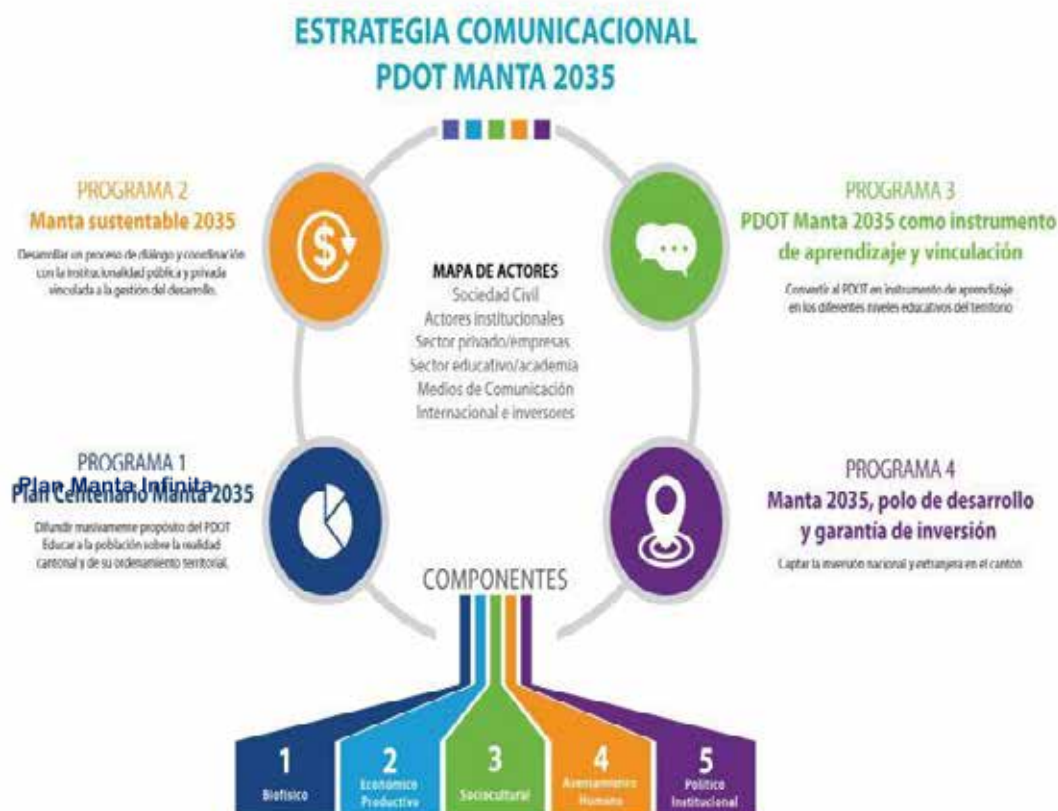 ESTRATEGIA COMUNICACIONAL
PDOT MANTA 2035
PROGRAMA 2
Manta sustentable 2035
Desarrollar un proceso de diálogo y coordinación
con la institucionalidad pública y privada
vinculada a la gestión del desarrollo.
PROGRAMA 3
PDOT Manta 2035 como instrumento
de aprendizaje y vinculación
Convertir al PDOT en instrumento de aprendizaje
en los diferentes niveles educativos del territorio
MAPA DE ACTORES
Sociedad Civil
Actores institucionales
Sector privado/empresas
Sector educativo/academia
Medios de Comunicación
Internacional e inversores
PROGRAMA 1
Plan Manta Infinita
Plan Centenario Manta 2035
Difundir masivamente propósito del PDOT
Educar a la población sobre la realidad
cantonal y de su ordenamiento territorial.
PROGRAMA 4
Manta 2035, polo de desarrollo
y garantía de inversión
Captar la inversión nacional y extranjera en el cantón
COMPONENTES
1
Biofísico
2
Económico
Productivo
3
Sociocultural
4
Asentamiento
Humano
5
Político
Institucional